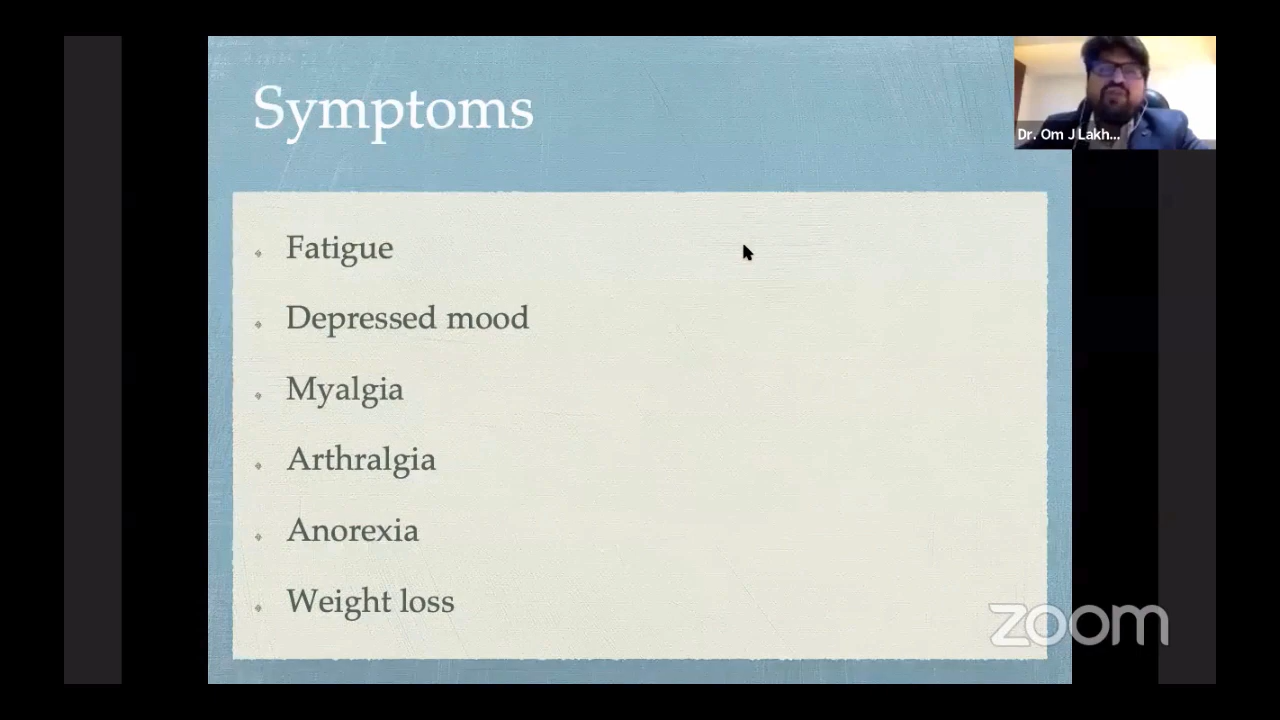 Symptoms
Dr. Om J Lakh...
Fatigue
Depressed mood
Myalgia
Arthralgia
Anorexia
Weight loss
zoom